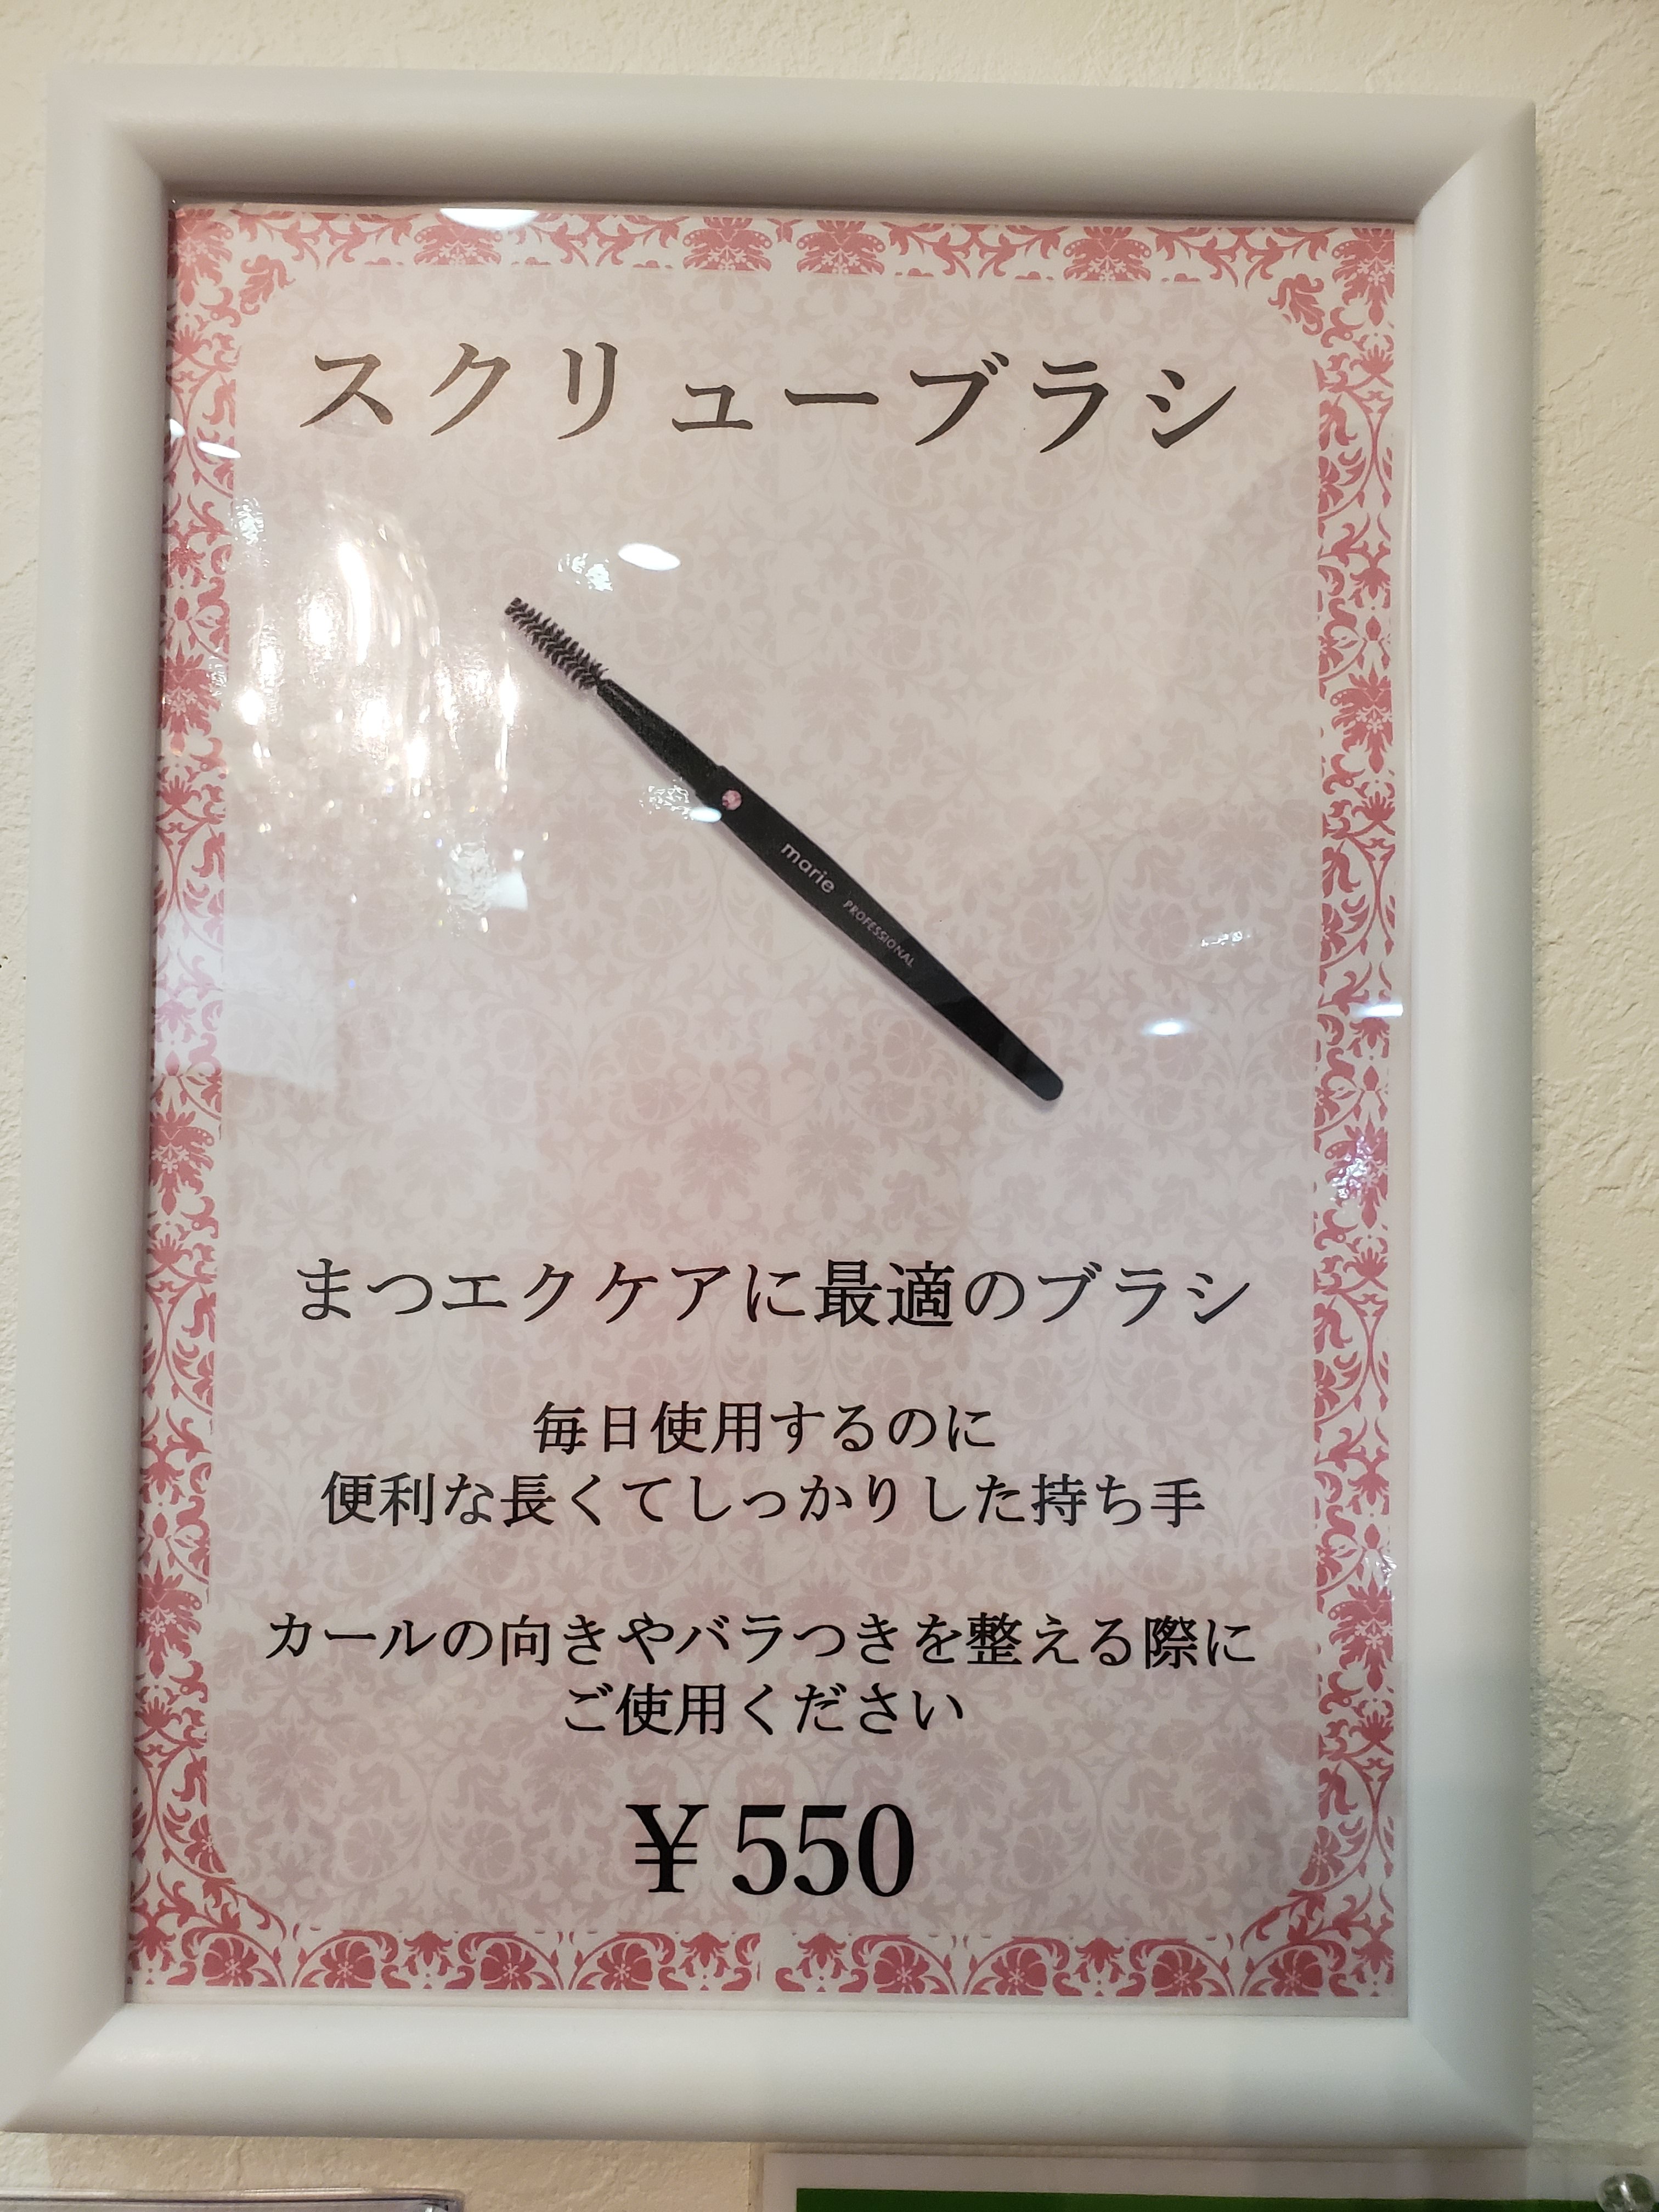 スクリューブラシ
marie PROFESSIONAL
まつエクケアに最適のブラシ
毎日使用するのに
便利な長くてしっかりした持ち手
カールの向きやバラつきを整える際に
ご使用ください
￥550